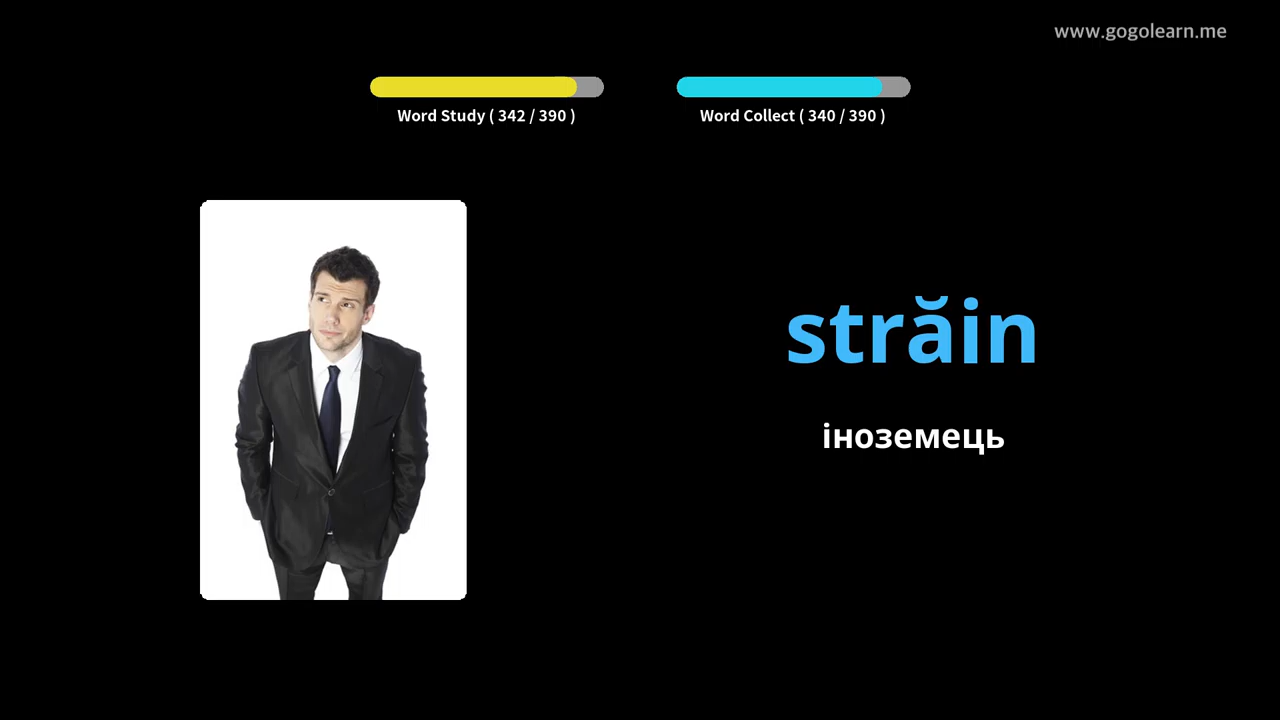 www.gogolearn.me
Word Study ( 342 / 390 )
Word Collect ( 340 / 390 )
străin
іноземець